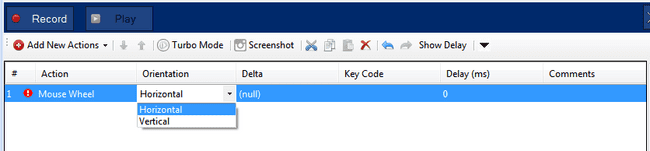 Record Play
Add New Actions Turbo Mode Screenshot Show Delay
# Action Orientation Delta Key Code Delay (ms) Comments
1 Mouse Wheel Horizontal (null) 0
Horizontal
Vertical